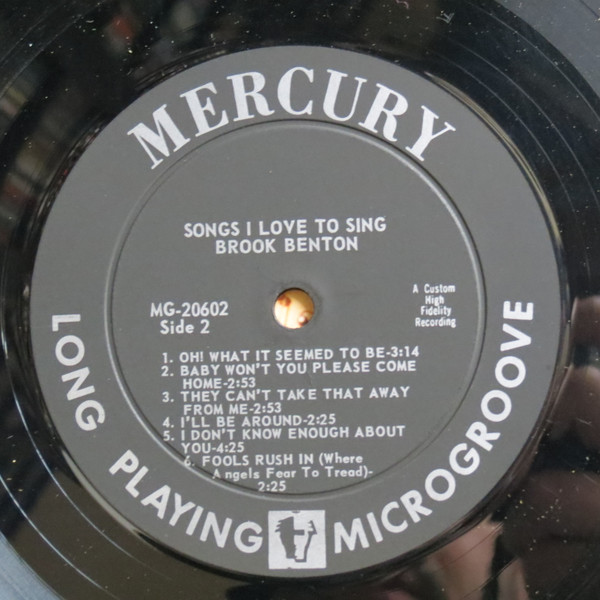 MERCURY
SONGS I LOVE TO SING
BROOK BENTON
MG-20602
Side 2
A Custom
High
Fidelity
Recording
1. OH! WHAT IT SEEMED TO BE-3:14
2. BABY WON'T YOU PLEASE COME
HOME-2:53
3. THEY CAN'T TAKE THAT AWAY
FROM ME-2:53
4. I'LL BE AROUND-2:25
5. I DON'T KNOW ENOUGH ABOUT
YOU-4:25
6. FOOLS RUSH IN (Where
Angels Fear To Tread)-
2:25
LONG PLAYING MICROGROOVE